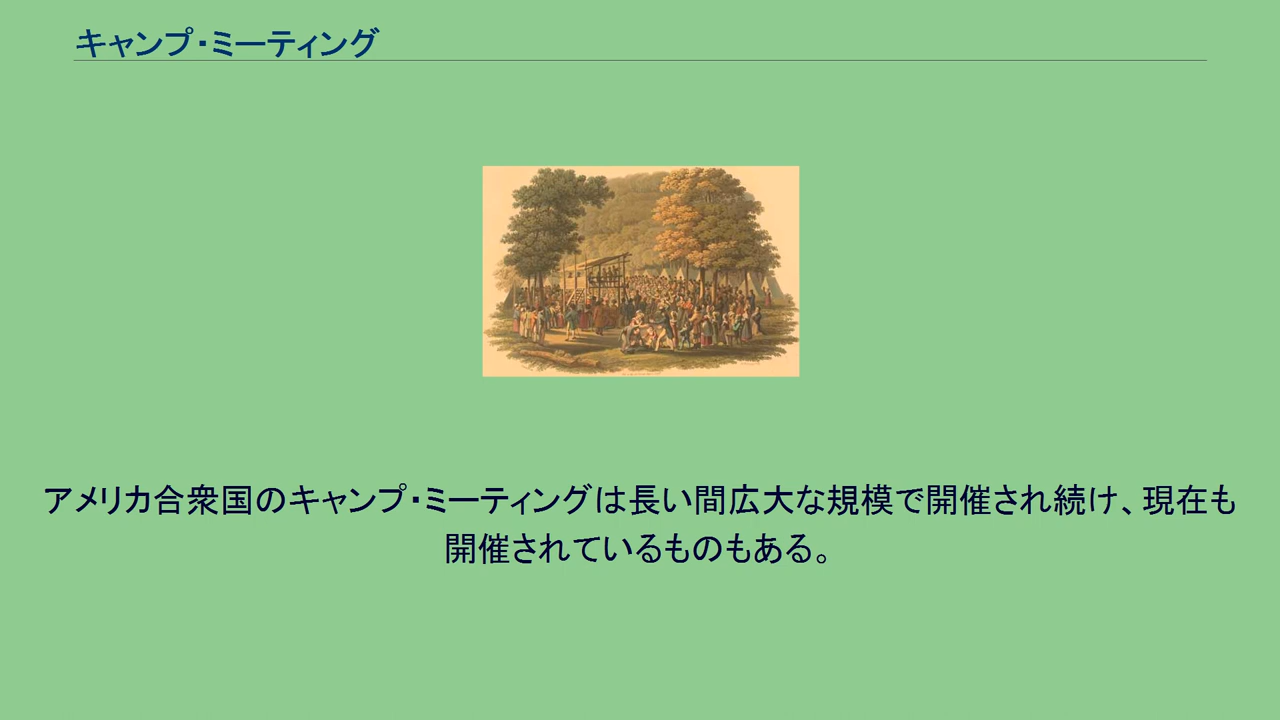 キャンプ・ミーティング
アメリカ合衆国のキャンプ・ミーティングは長い間広大な規模で開催され続け、現在も
開催されているものもある。